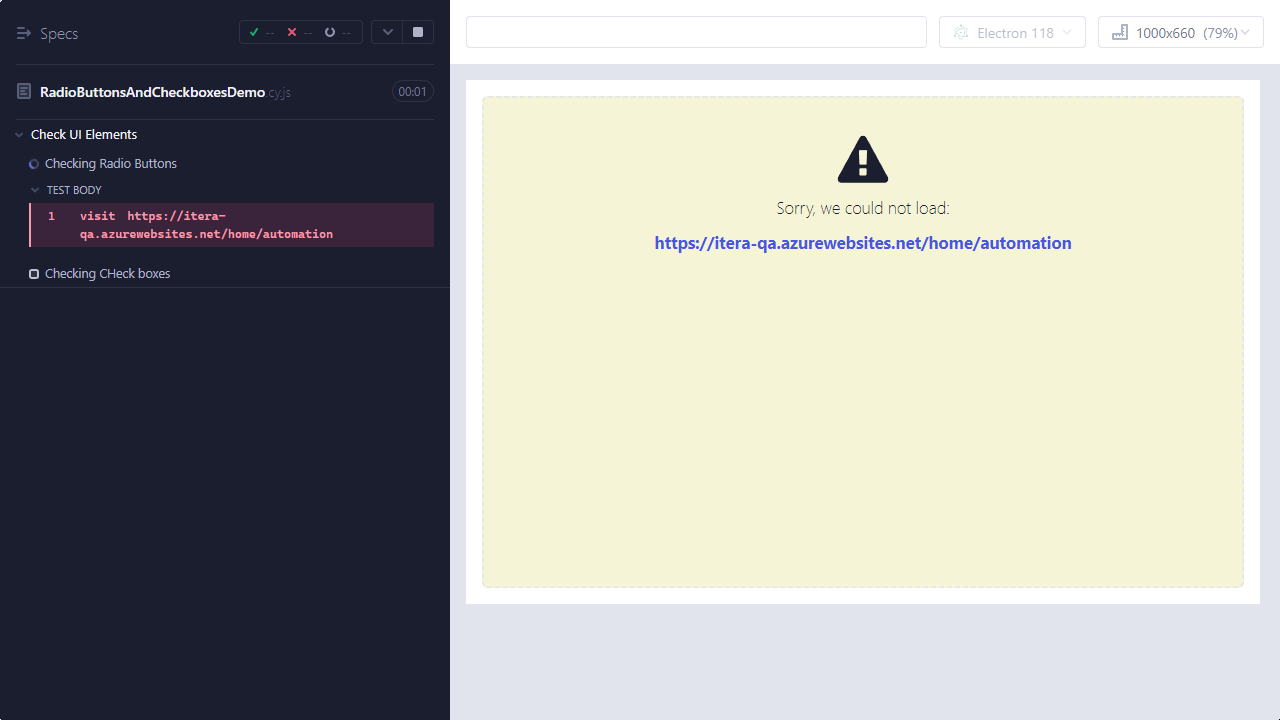 Specs
-- -- --
RadioButtonsAndCheckboxesDemo.cy.js 00:01
Check UI Elements
Checking Radio Buttons
TEST BODY
1 visit https://itera-
qa.azurewebsites.net/home/automation
Checking CHeck boxes
Electron 118
1000x660 (79%)
Sorry, we could not load:
https://itera-qa.azurewebsites.net/home/automation